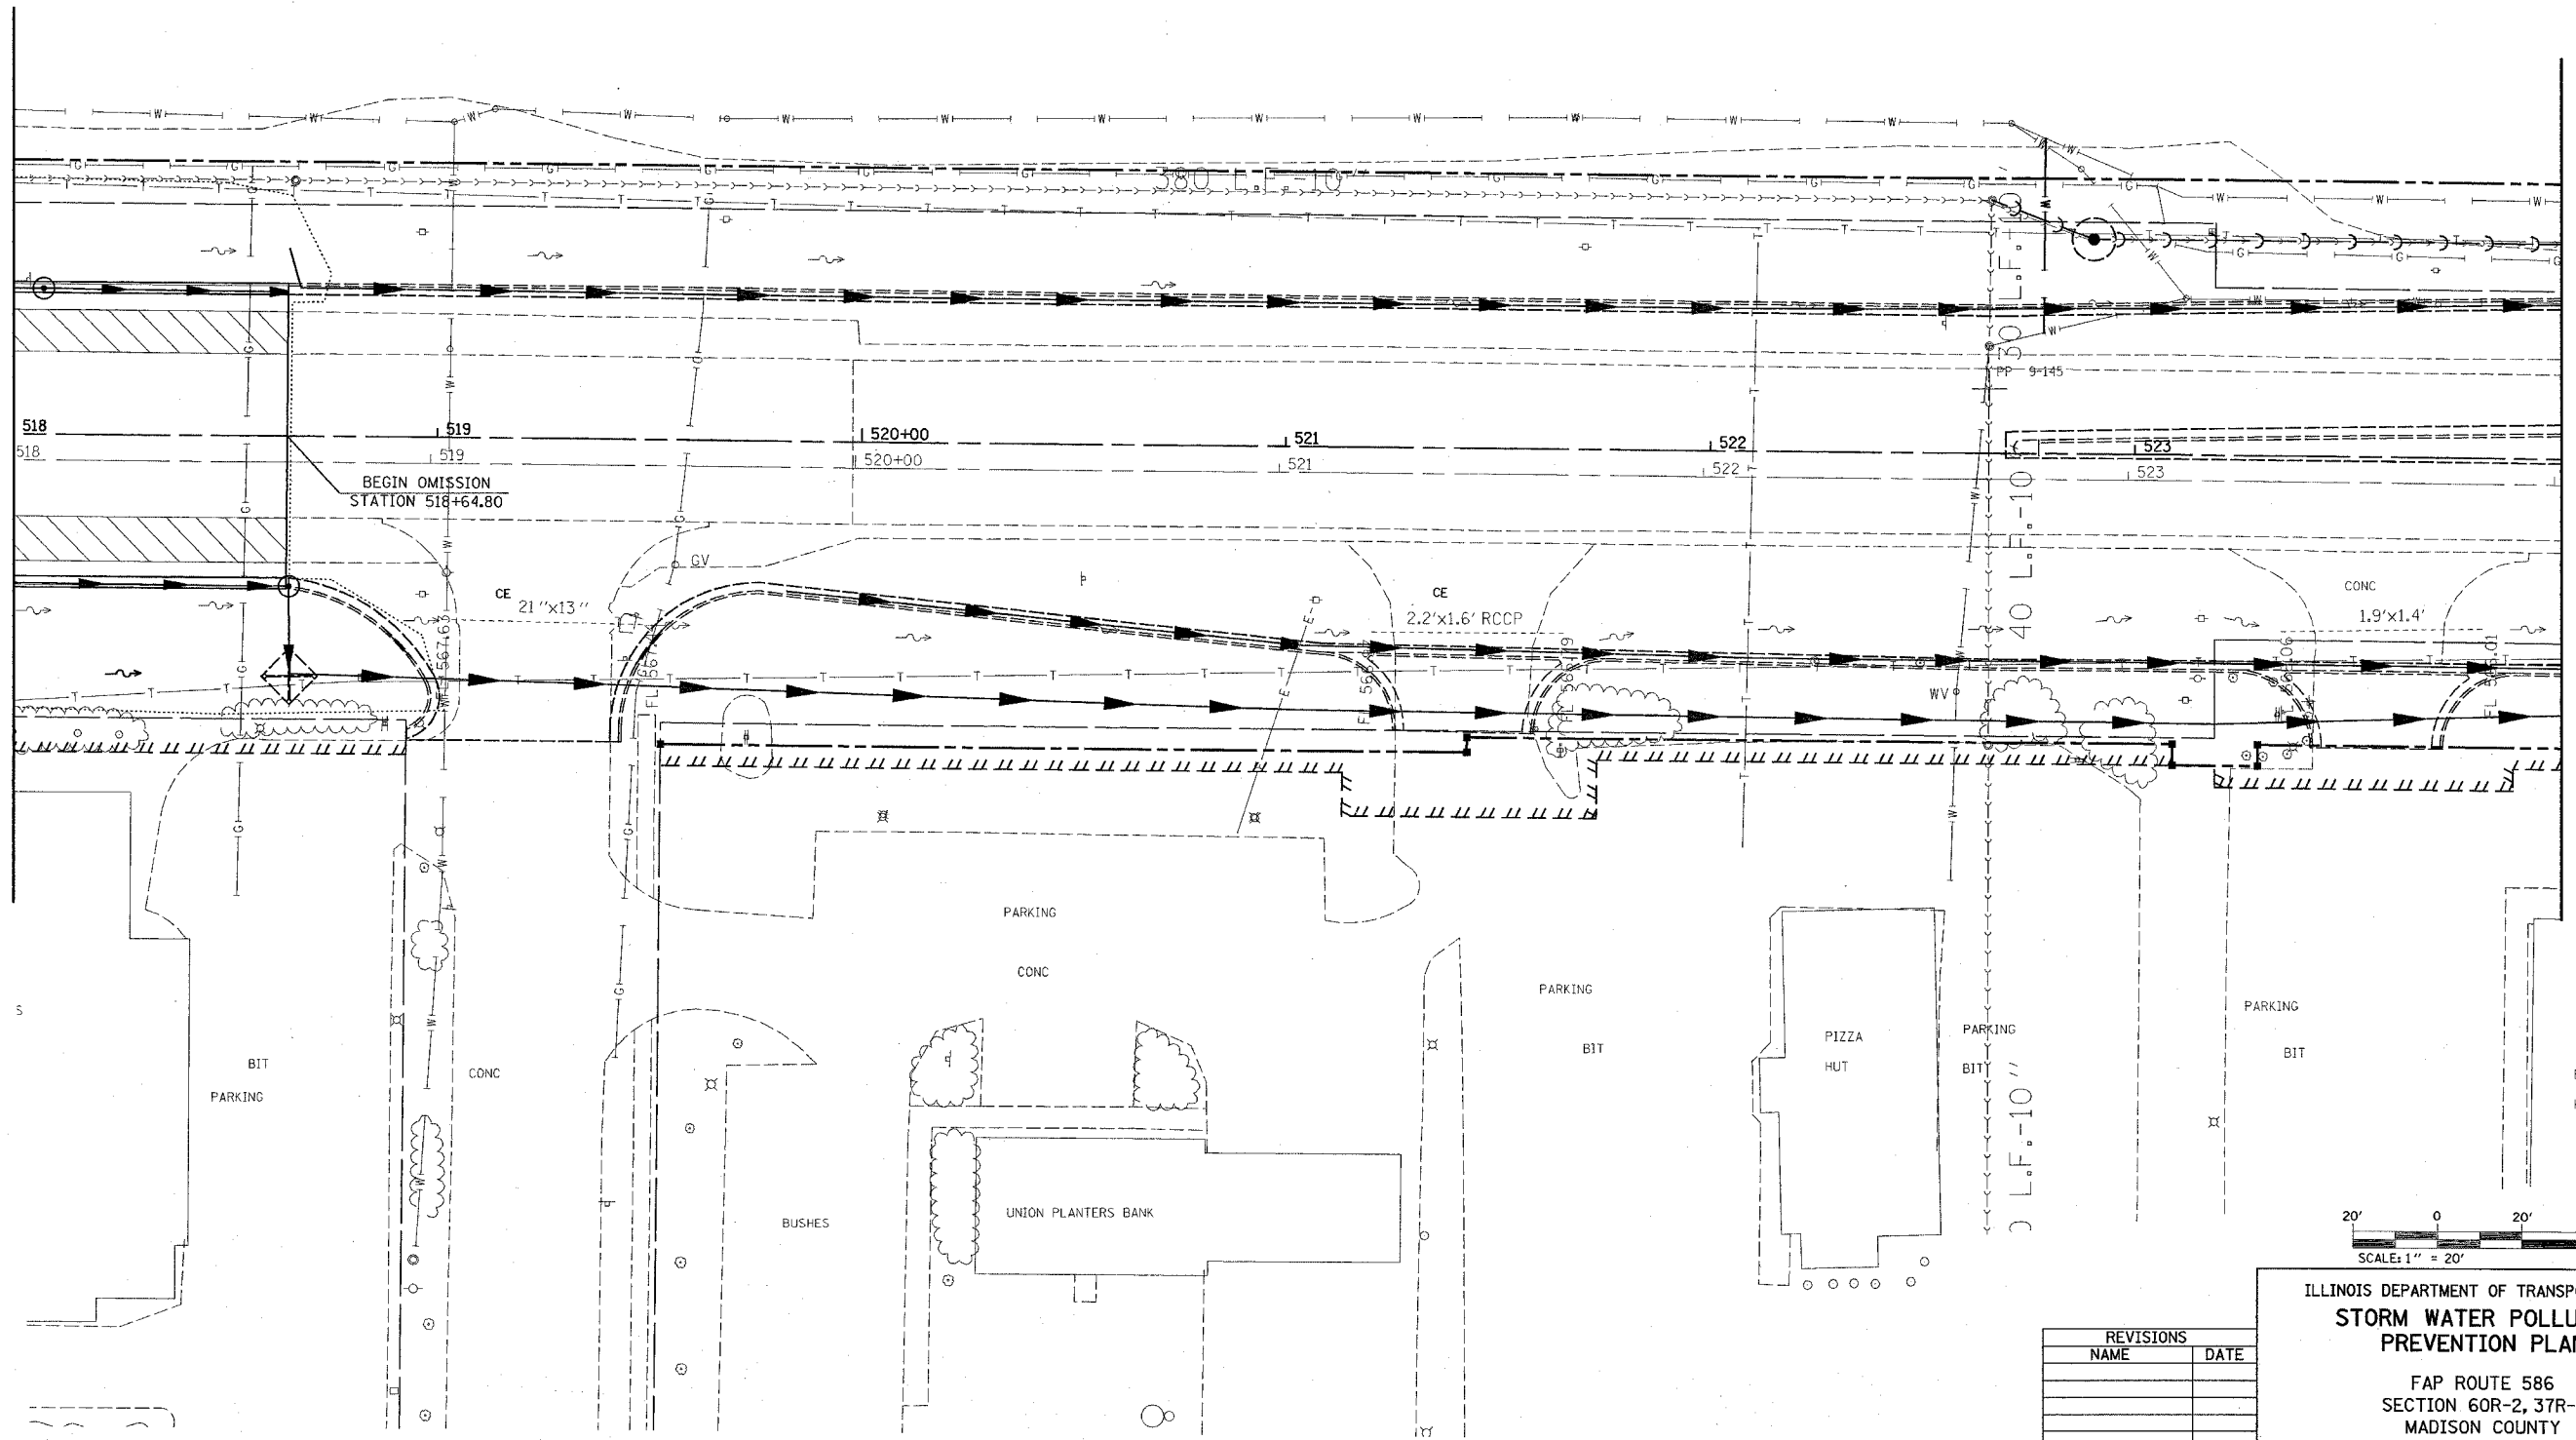 518
519
520+00
521
522
523
518
519
520+00
521
522
523
BEGIN OMISSION
STATION 518+64.80
PP 9-145
40 L.F.-10
GV
CE
21"x13"
CE
2.2'x1.6' RCCP
CONC
1.9'x1.4'
WV
PARKING
CONC
PARKING
BIT
PIZZA
HUT
PARKING
BIT
PARKING
BIT
S
BIT
PARKING
CONC
BUSHES
UNION PLANTERS BANK
L.F.-10"
20' 0 20'
SCALE: 1" = 20'
ILLINOIS DEPARTMENT OF TRANSP
STORM WATER POLLU
PREVENTION PLA
FAP ROUTE 586
SECTION 60R-2, 37R-
MADISON COUNTY
REVISIONS
NAME DATE